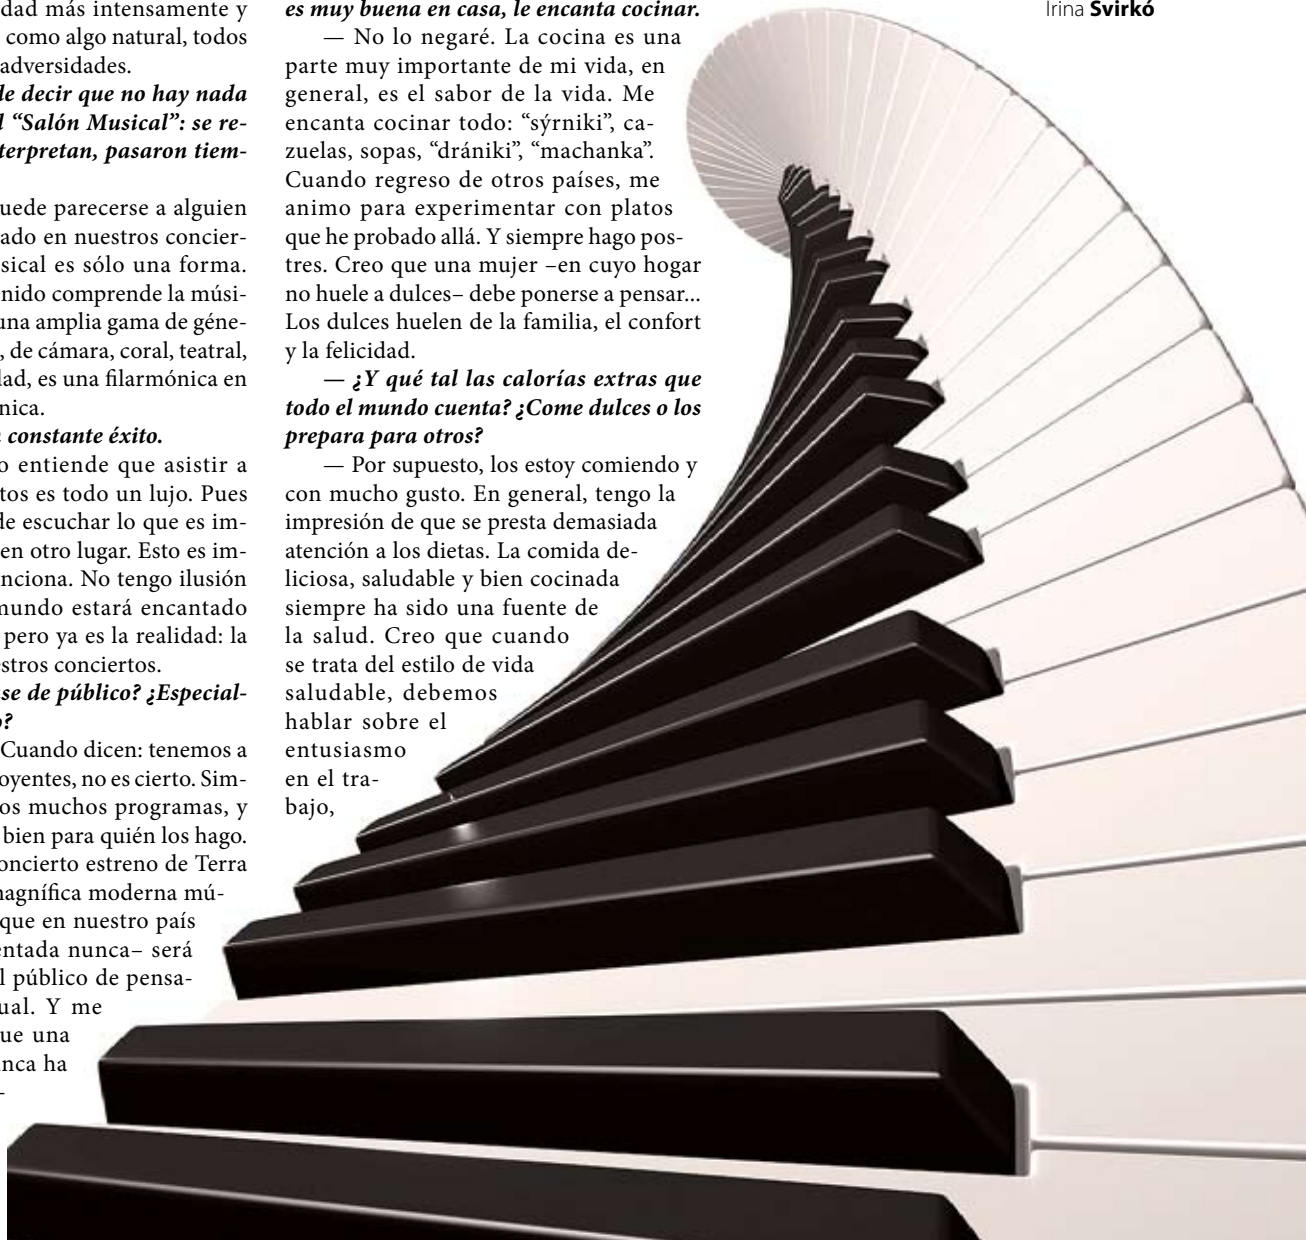 dad más intensamente y
como algo natural, todos
adversidades.
de decir que no hay nada
“Salón Musical”: se re-
terpretan, pasaron tiem-
uede parecerse a alguien
ado en nuestros concier-
sical es sólo una forma.
nido comprende la músi-
una amplia gama de géne-
, de cámara, coral, teatral,
dad, es una filarmónica en
nica.
constante éxito.
o entiende que asistir a
tos es todo un lujo. Pues
de escuchar lo que es im-
en otro lugar. Esto es im-
nciona. No tengo ilusión
mundo estará encantado
pero ya es la realidad: la
estros conciertos.
se de público? ¿Especial-
o?
Cuando dicen: tenemos a
oyentes, no es cierto. Sim-
os muchos programas, y
bien para quién los hago.
oncierto estreno de Terra
nagnífica moderna mú-
que en nuestro país
entada nunca– será
l público de pensa-
ual. Y me
ue una
nca ha
-
es muy buena en casa, le encanta cocinar.
— No lo negaré. La cocina es una
parte muy importante de mi vida, en
general, es el sabor de la vida. Me
encanta cocinar todo: “sýrniki”, ca-
zuelas, sopas, “drániki”, “machanka”.
Cuando regreso de otros países, me
animo para experimentar con platos
que he probado allá. Y siempre hago pos-
tres. Creo que una mujer –en cuyo hogar
no huele a dulces– debe ponerse a pensar...
Los dulces huelen de la familia, el confort
y la felicidad.
— ¿Y qué tal las calorías extras que
todo el mundo cuenta? ¿Come dulces o los
prepara para otros?
— Por supuesto, los estoy comiendo y
con mucho gusto. En general, tengo la
impresión de que se presta demasiada
atención a los dietas. La comida de-
liciosa, saludable y bien cocinada
siempre ha sido una fuente de
la salud. Creo que cuando
se trata del estilo de vida
saludable, debemos
hablar sobre el
entusiasmo
en el tra-
bajo,
Irina Svirkó